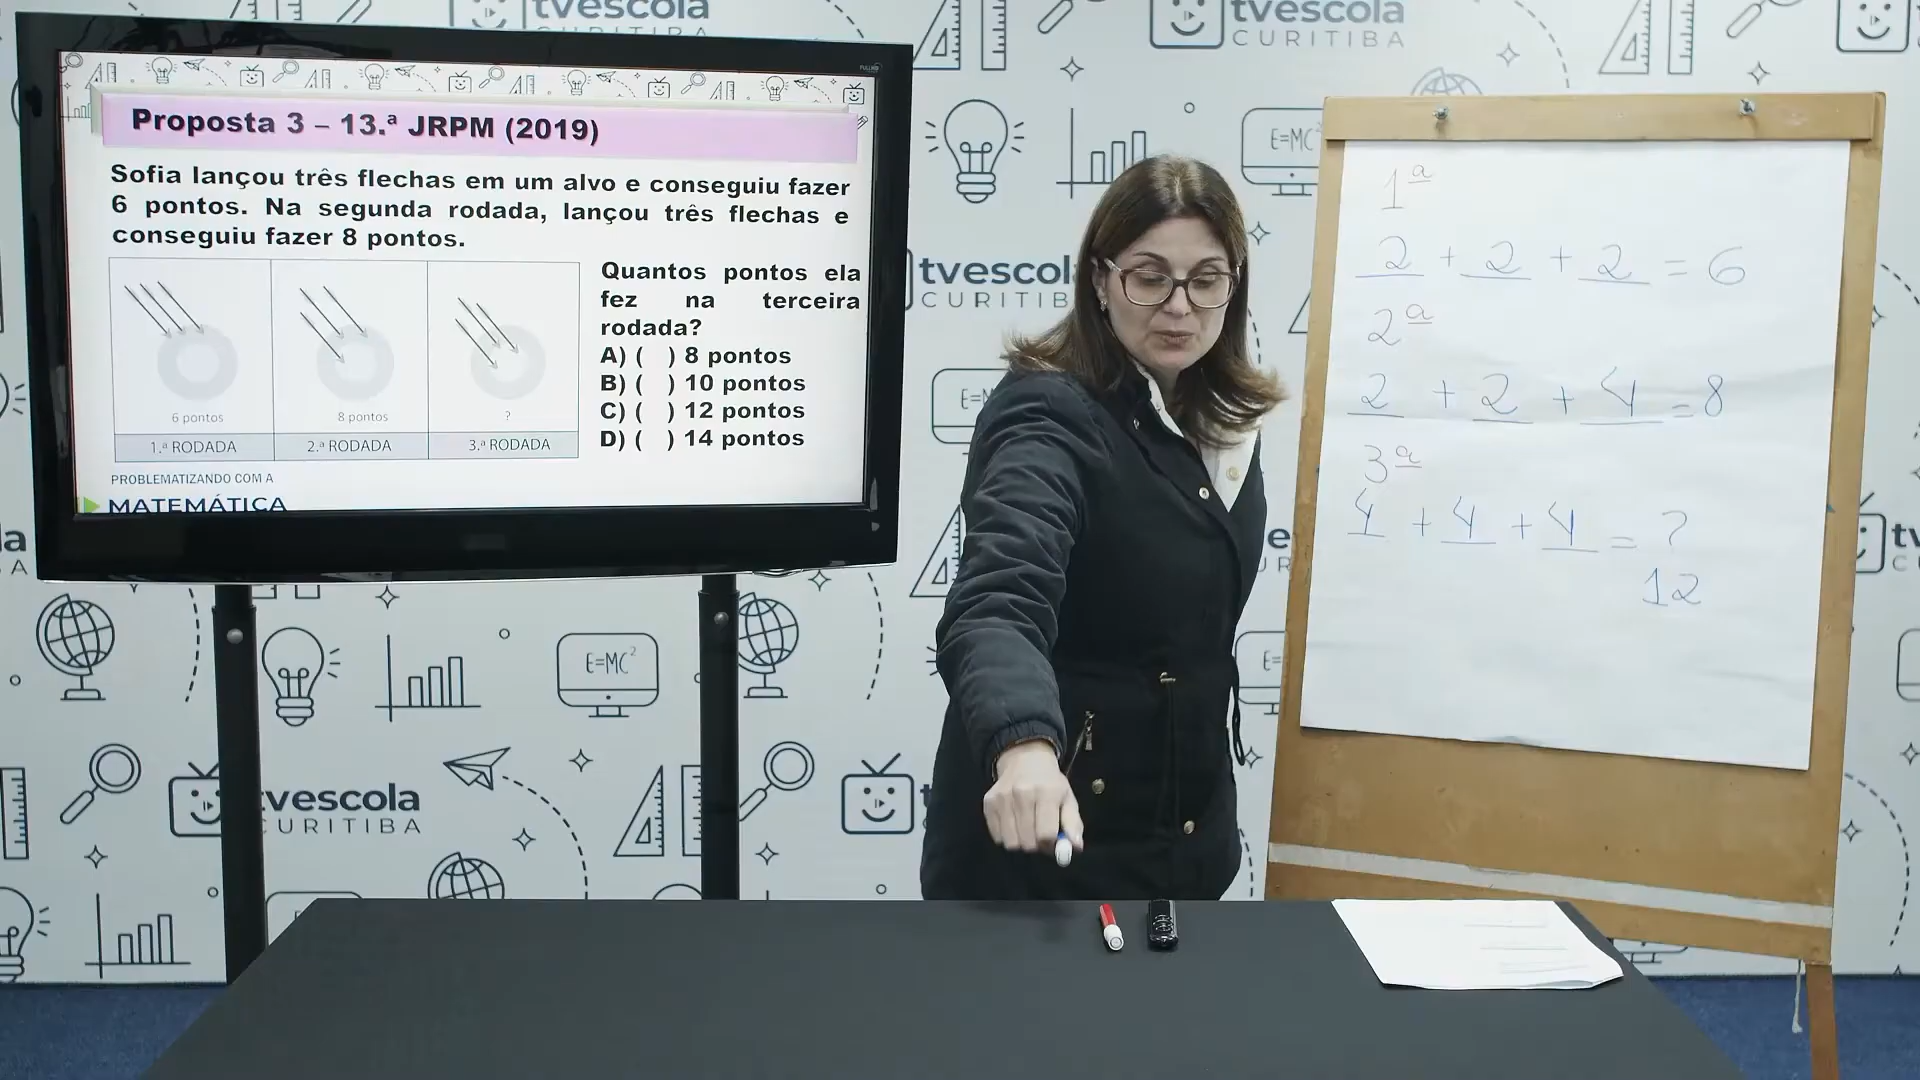 tvescola
CURITIBA
tvescola
CURITIBA
Proposta 3 – 13.ª JRPM (2019)
Sofia lançou três flechas em um alvo e conseguiu fazer
6 pontos. Na segunda rodada, lançou três flechas e
conseguiu fazer 8 pontos.
Quantos pontos ela
fez na terceira
rodada?
A) ( ) 8 pontos
B) ( ) 10 pontos
C) ( ) 12 pontos
D) ( ) 14 pontos
6 pontos
8 pontos
?
1.ª RODADA
2.ª RODADA
3.ª RODADA
PROBLEMATIZANDO COM A
MATEMÁTICA
1ª
2 + 2 + 2 = 6
2ª
2 + 2 + 4 = 8
3ª
4 + 4 + 4 = ?
12
E=MC²
tvescola
CURITIB
E=MC²
tvescola
CURITIBA